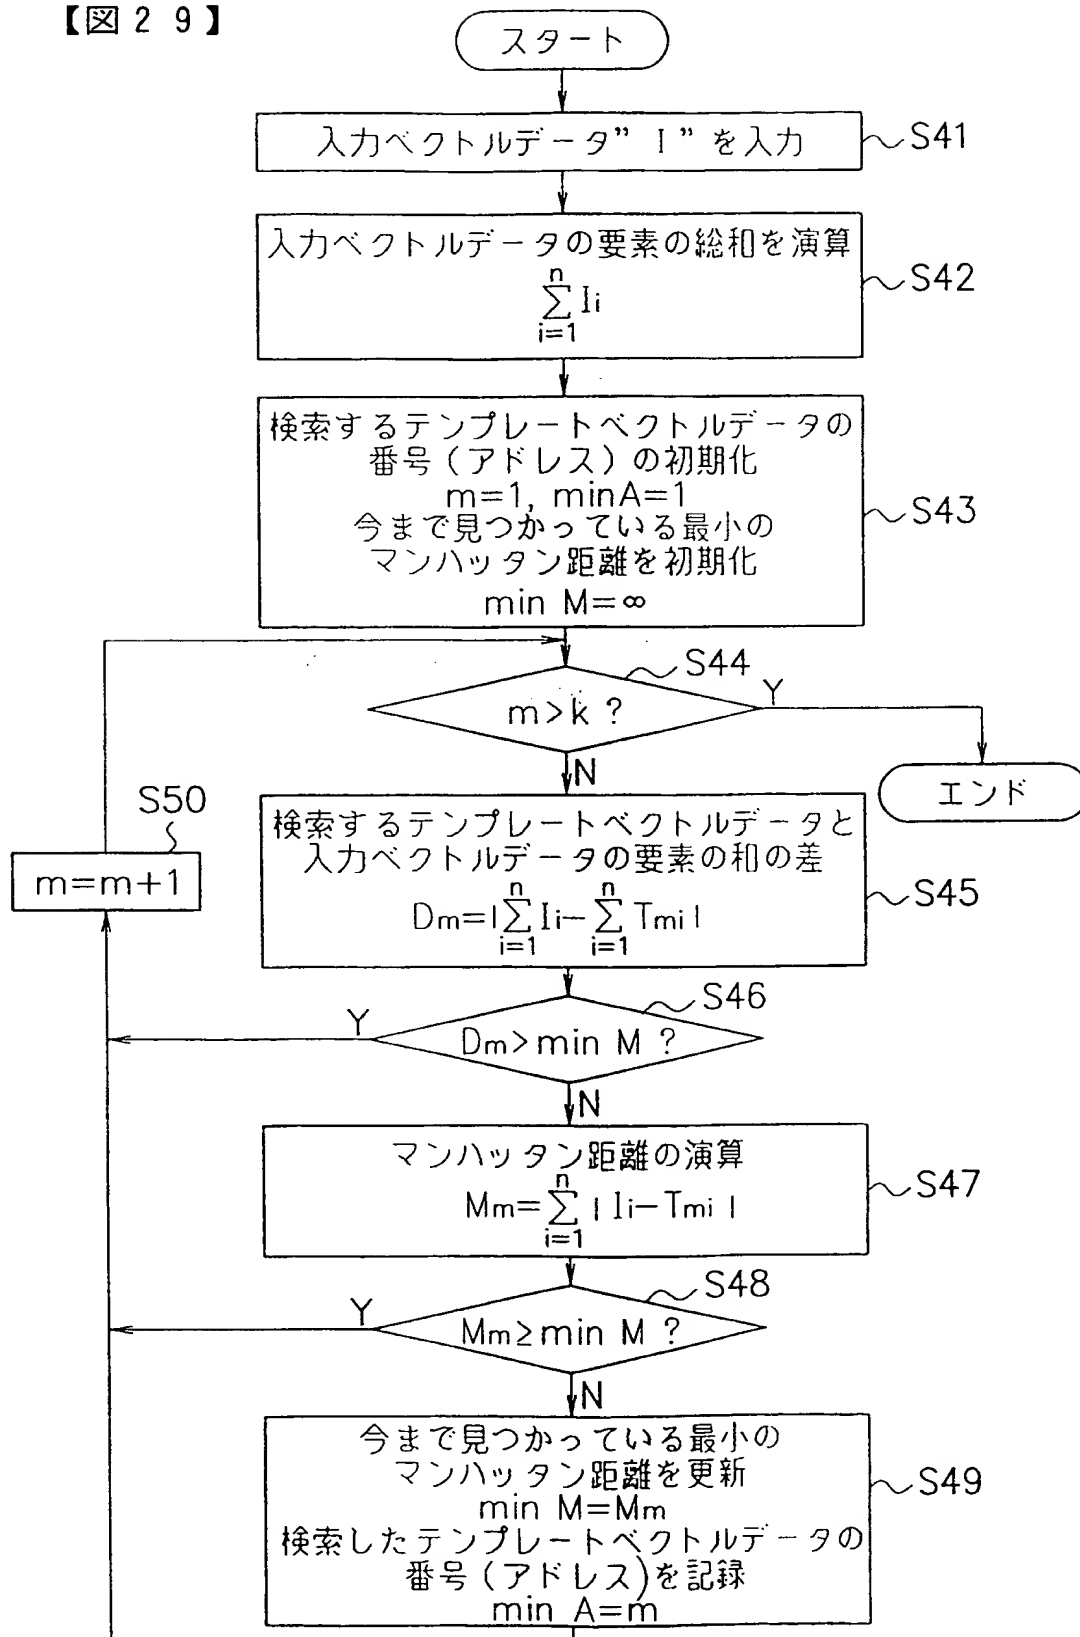 【図２９】
スタート
入力ベクトルデータ”I”を入力
S41
入力ベクトルデータの要素の総和を演算
n
∑ Ii
i=1
S42
検索するテンプレートベクトルデータの
番号(アドレス)の初期化
m=1, minA=1
今まで見つかっている最小の
マンハッタン距離を初期化
min M=∞
S43
S44
m>k ?
Y
N
エンド
S50
m=m+1
検索するテンプレートベクトルデータと
入力ベクトルデータの要素の和の差
n n
Dm=|∑ Ii-∑ Tmi|
i=1 i=1
S45
S46
Y
Dm>min M ?
N
マンハッタン距離の演算
n
Mm=∑ | Ii-Tmi |
i=1
S47
S48
Y
Mm≥min M ?
N
今まで見つかっている最小の
マンハッタン距離を更新
min M=Mm
検索したテンプレートベクトルデータの
番号(アドレス)を記録
min A=m
S49